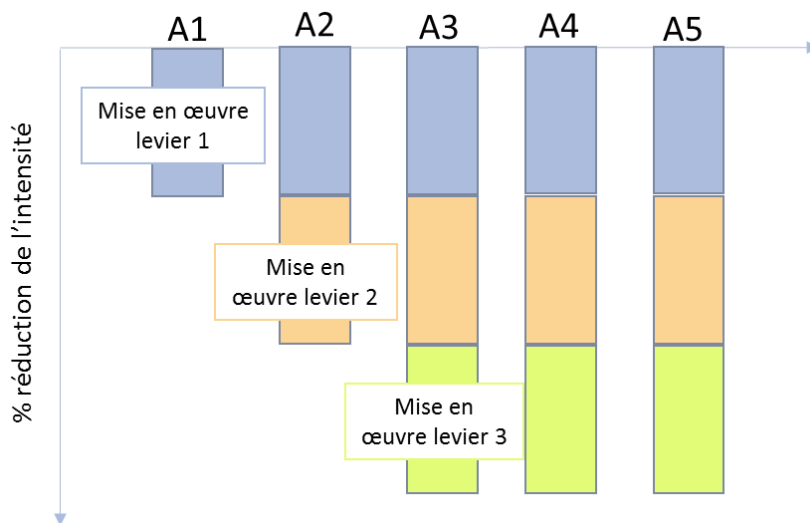 A1 A2 A3 A4 A5
% réduction de l'intensité
Mise en œuvre
levier 1
Mise en
œuvre levier 2
Mise en
œuvre levier 3